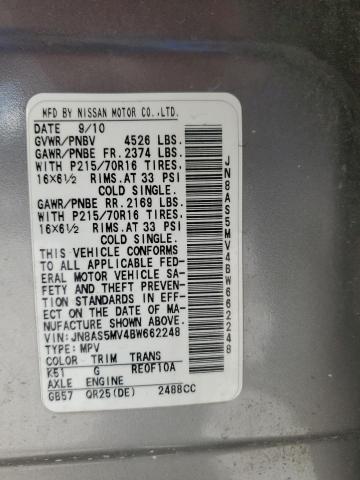 MFD BY NISSAN MOTOR CO.,LTD.
DATE 9/10
GVWR/PNBV 4526 LBS.
GAWR/PNBE FR. 2374 LBS.
WITH P215/70R16 TIRES,
16X6½ RIMS.AT 33 PSI
COLD SINGLE.
GAWR/PNBE RR. 2169 LBS.
WITH P215/70R16 TIRES,
16X6½ RIMS.AT 33 PSI
COLD SINGLE.
THIS VEHICLE CONFORMS
TO ALL APPLICABLE FED-
ERAL MOTOR VEHICLE SA-
FETY AND THEFT PREVEN-
TION STANDARDS IN EFF-
ECT ON THE DATE OF MA-
NUFACTURE SHOWN ABOVE.
VIN:JN8AS5MV4BW662248
TYPE:MPV
COLOR TRIM TRANS
K51 G RE0F10A
AXLE ENGINE
GB57 QR25(DE) 2488CC
JN8AS5MV4BW662248